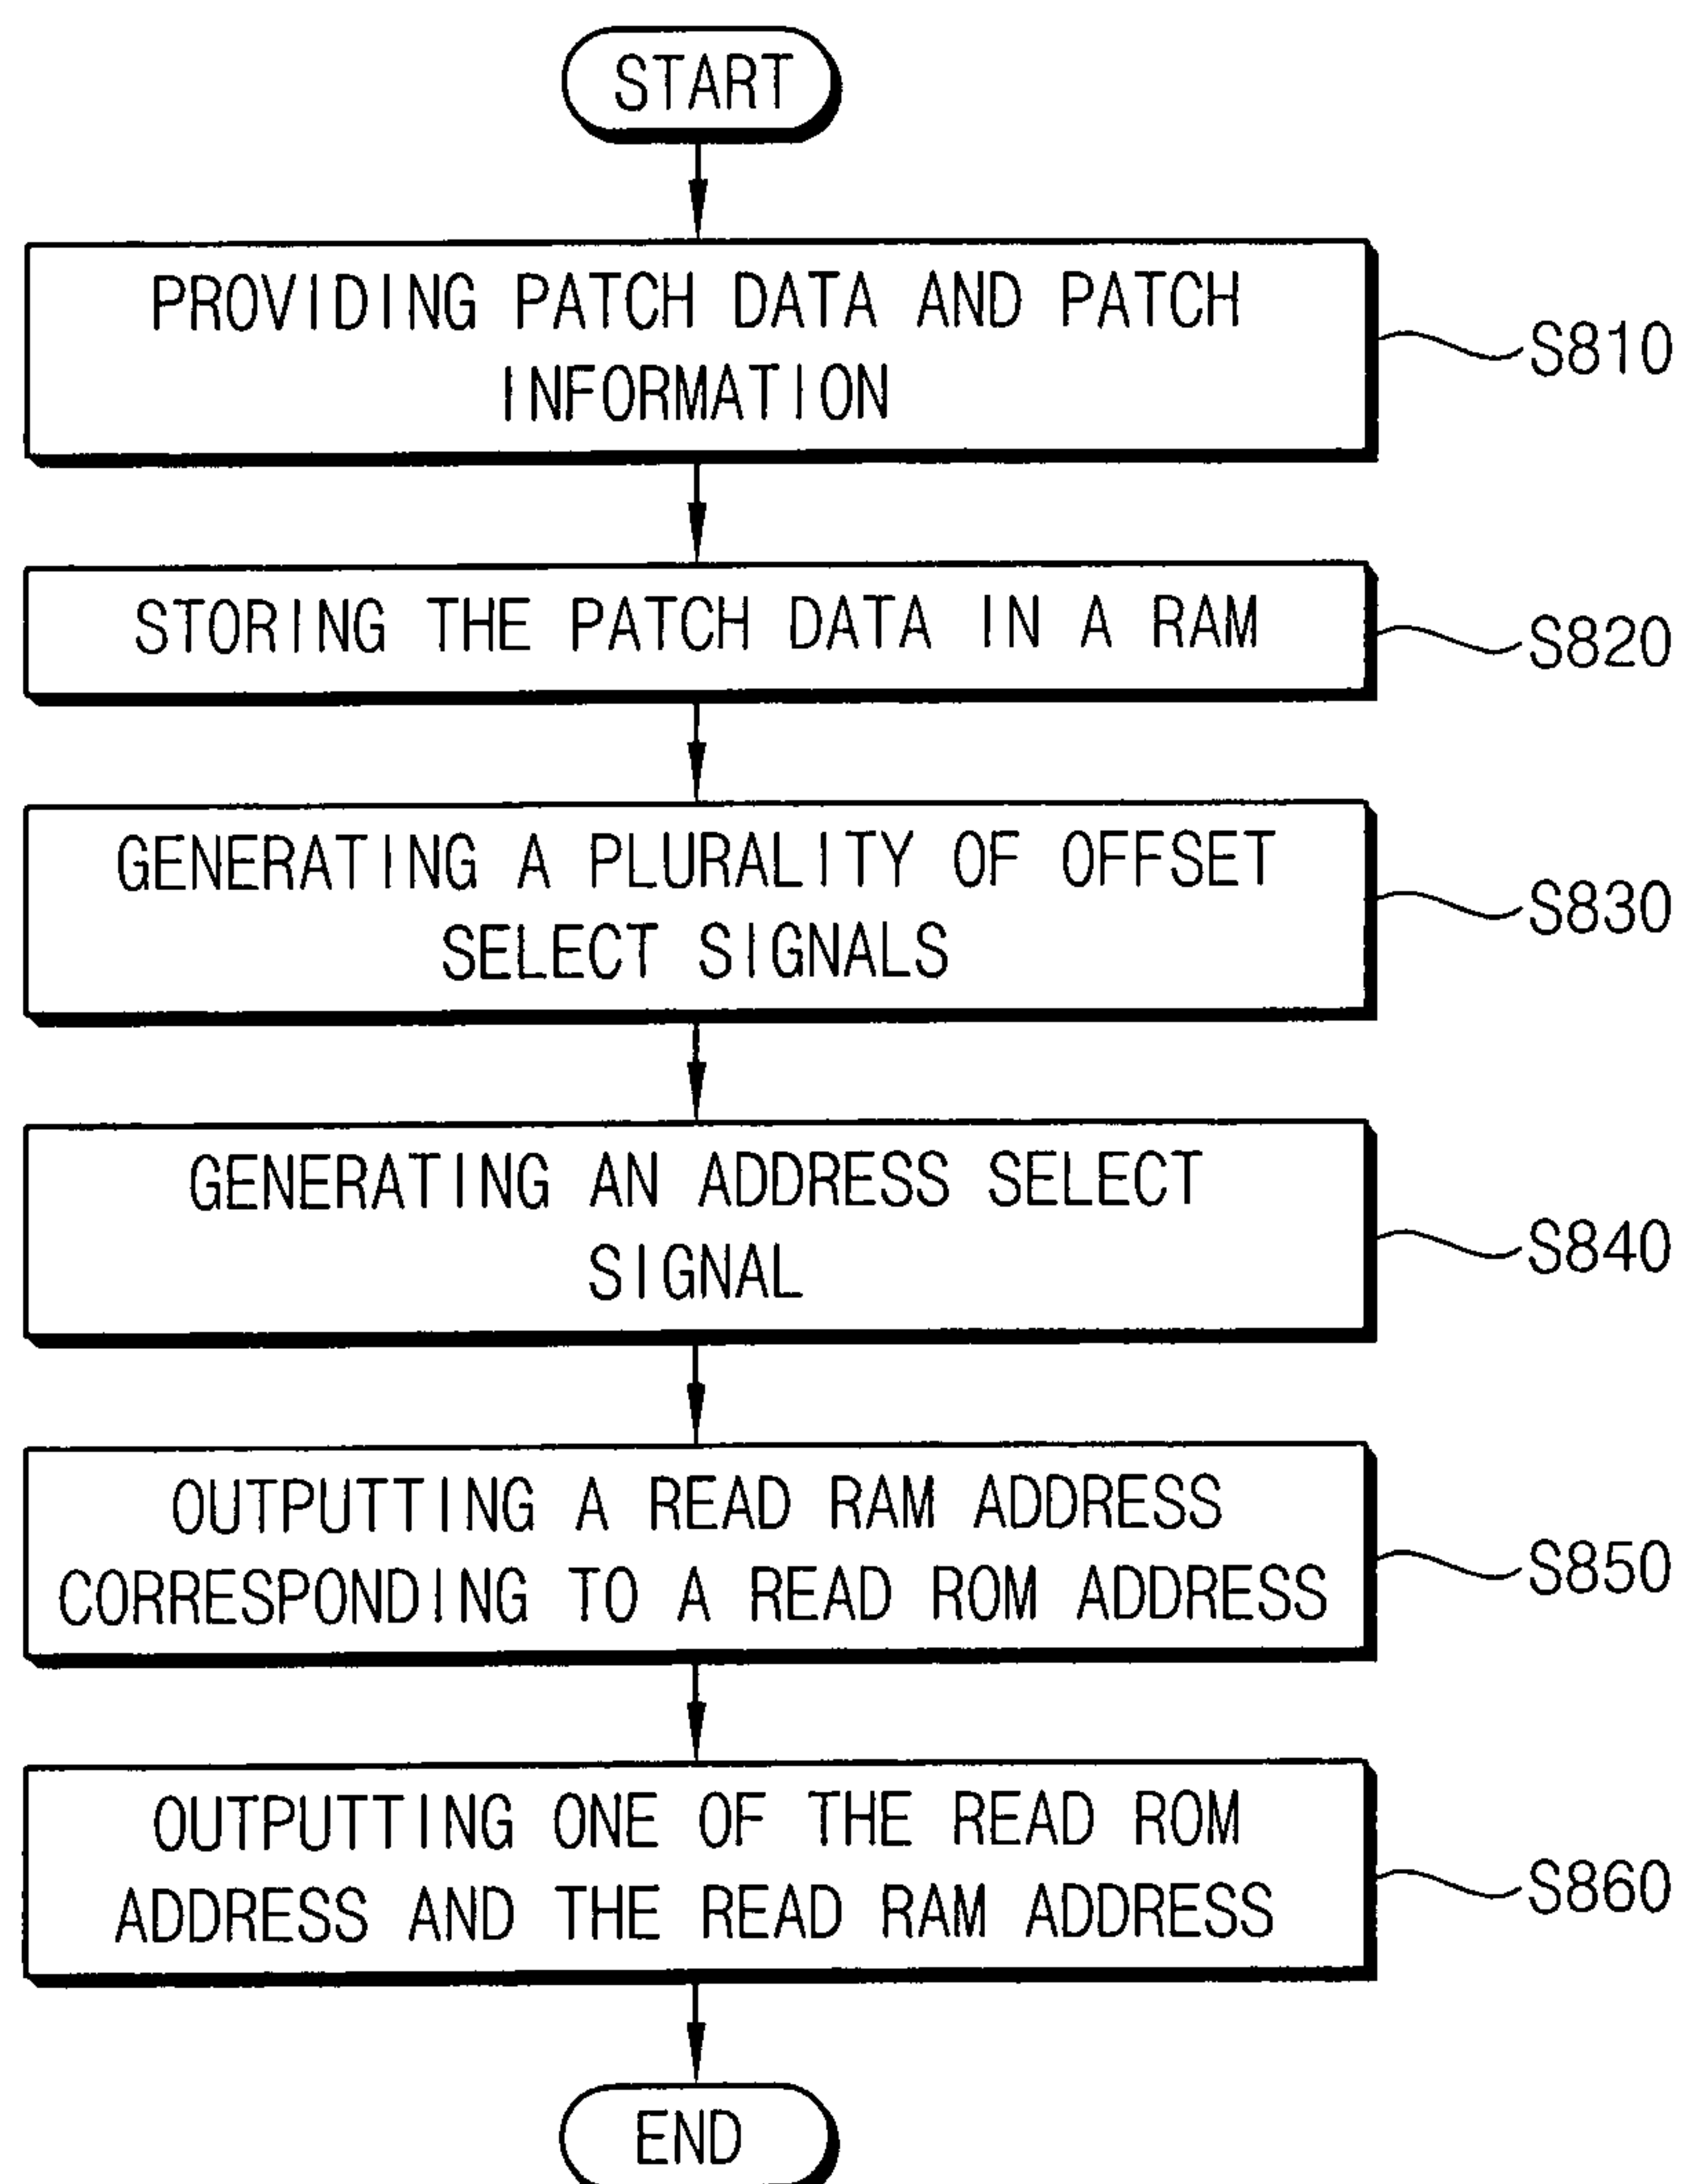 START
PROVIDING PATCH DATA AND PATCH
INFORMATION
S810
STORING THE PATCH DATA IN A RAM
S820
GENERATING A PLURALITY OF OFFSET
SELECT SIGNALS
S830
GENERATING AN ADDRESS SELECT
SIGNAL
S840
OUTPUTTING A READ RAM ADDRESS
CORRESPONDING TO A READ ROM ADDRESS
S850
OUTPUTTING ONE OF THE READ ROM
ADDRESS AND THE READ RAM ADDRESS
S860
END